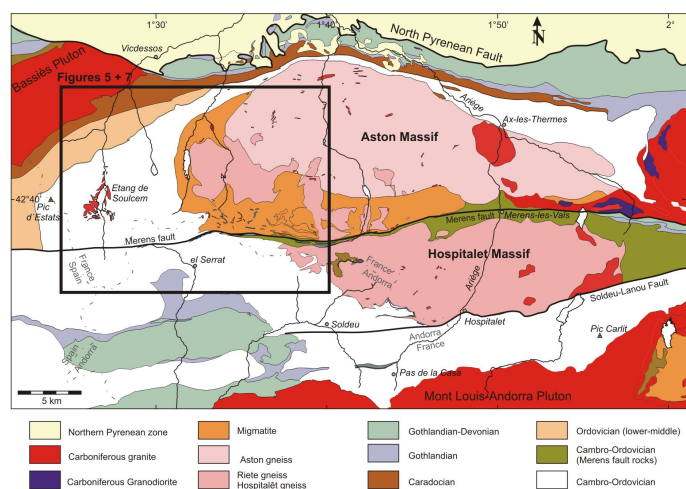 1°30'
1°40'
1°50'
2°
N
Vicdessos
North Pyrenean Fault
Bassiès Pluton
Figures 5 + 7
Ariége
Ax-les-Thermes
Aston Massif
42°40'
Pic d´Estats
Etang de Soulcem
Merens fault
Merens fault
Merens-les-Vals
France
Spain
el Serrat
France
Andorra
Hospitalet Massif
Ariége
Soldeu-Lanou Fault
Soldeu
Hospitalet
Andorra
France
Pic Carlit
Spain
Andorra
Pas de la Casa
5 km
Mont Louis-Andorra Pluton
Northern Pyrenean zone
Migmatite
Gothlandian-Devonian
Ordovician (lower-middle)
Carboniferous granite
Aston gneiss
Gothlandian
Cambro-Ordovician
(Merens fault rocks)
Carboniferous Granodiorite
Riete gneiss
Hospitalêt gneiss
Caradocian
Cambro-Ordovician